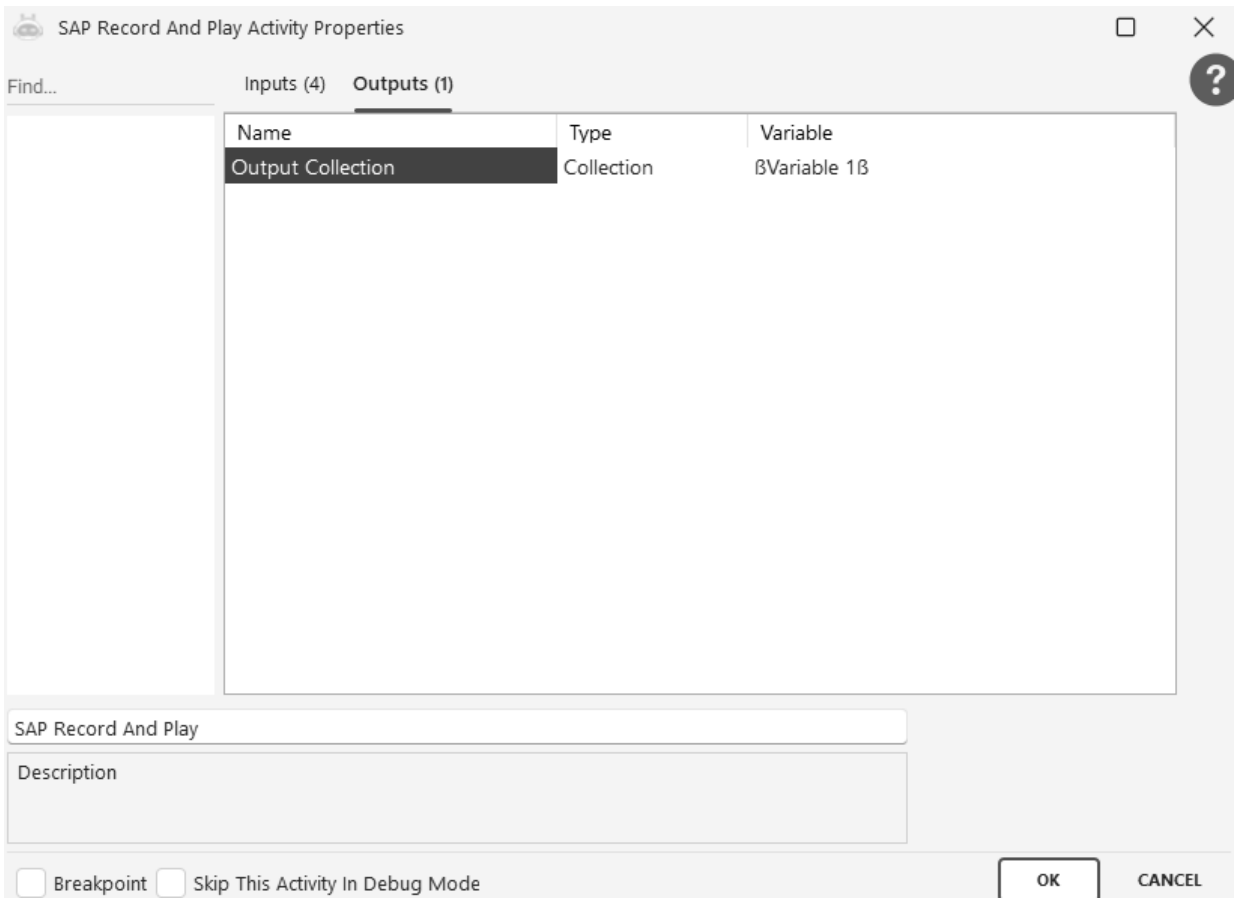 SAP Record And Play Activity Properties
Find...
Inputs (4) Outputs (1)
?
Name Type Variable
Output Collection Collection ßVariable 1ß
SAP Record And Play
Description
Breakpoint Skip This Activity In Debug Mode OK CANCEL